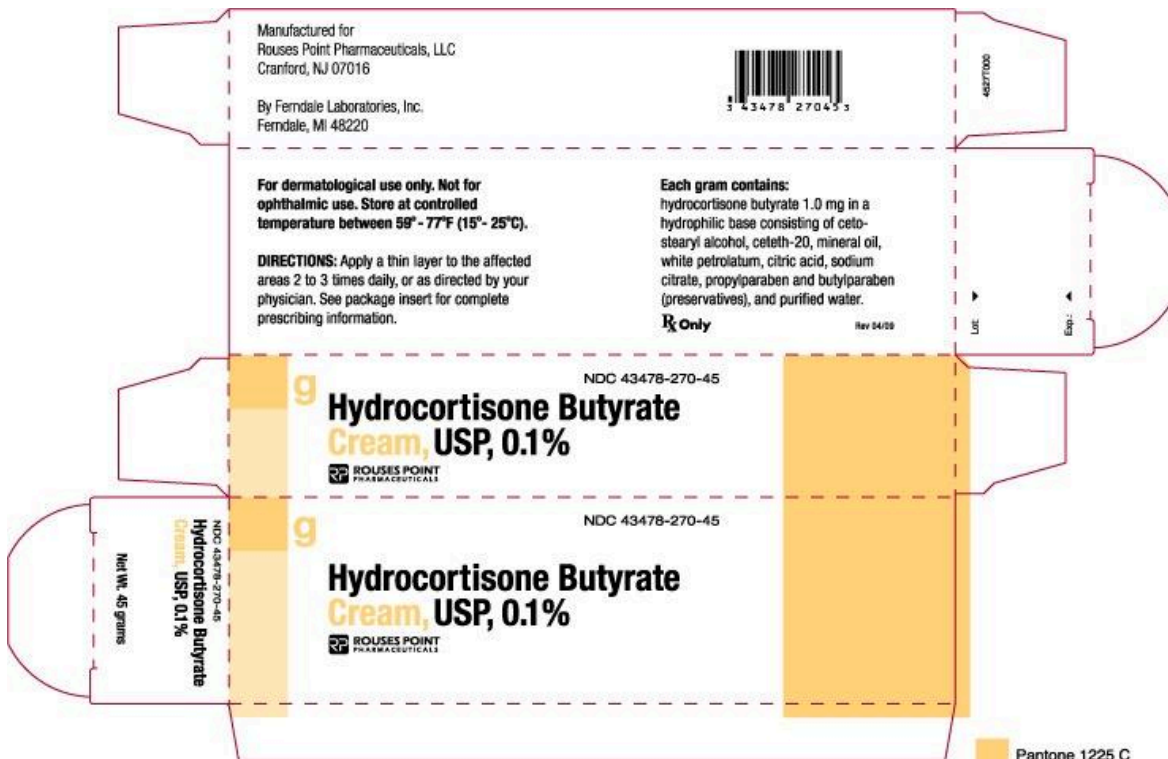 Manufactured for
Rouses Point Pharmaceuticals, LLC
Cranford, NJ 07016
By Ferndale Laboratories, Inc.
Ferndale, MI 48220
3 43478 27045 3
4527T000
For dermatological use only. Not for
ophthalmic use. Store at controlled
temperature between 59°- 77°F (15°- 25°C).
DIRECTIONS: Apply a thin layer to the affected
areas 2 to 3 times daily, or as directed by your
physician. See package insert for complete
prescribing information.
Each gram contains:
hydrocortisone butyrate 1.0 mg in a
hydrophilic base consisting of ceto-
stearyl alcohol, ceteth-20, mineral oil,
white petrolatum, citric acid, sodium
citrate, propylparaben and butylparaben
(preservatives), and purified water.
Rx Only
Rev 04/09
Lot:
Exp.:
g
NDC 43478-270-45
Hydrocortisone Butyrate
Cream, USP, 0.1%
RP ROUSES POINT
PHARMACEUTICALS
g
NDC 43478-270-45
Hydrocortisone Butyrate
Cream, USP, 0.1%
RP ROUSES POINT
PHARMACEUTICALS
NDC 43478-270-45
Hydrocortisone Butyrate
Cream, USP, 0.1%
Net Wt. 45 grams
Pantone 1225 C